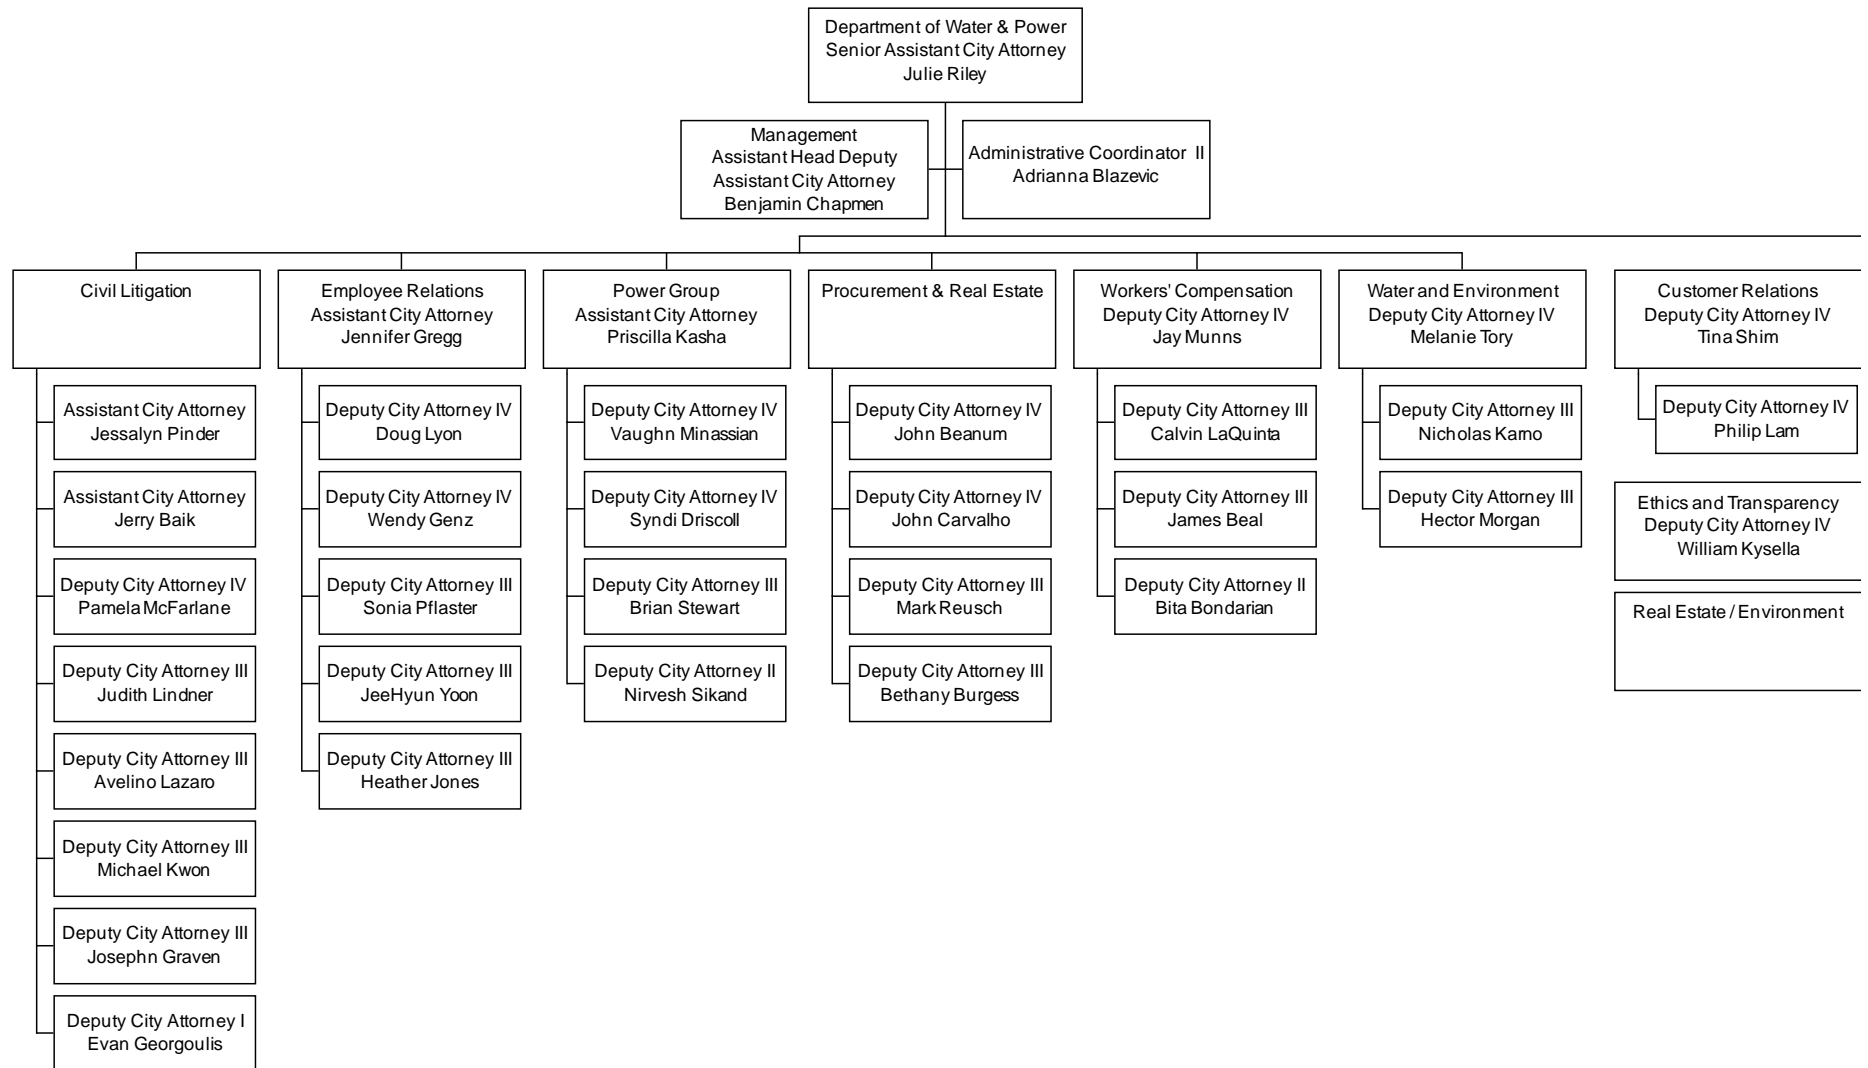 Department of Water & Power
Senior Assistant City Attorney
Julie Riley
Management
Assistant Head Deputy
Assistant City Attorney
Benjamin Chapmen
Administrative Coordinator II
Adrianna Blazevic
Civil Litigation
Assistant City Attorney
Jessalyn Pinder
Assistant City Attorney
Jerry Baik
Deputy City Attorney IV
Pamela McFarlane
Deputy City Attorney III
Judith Lindner
Deputy City Attorney III
Avelino Lazaro
Deputy City Attorney III
Michael Kwon
Deputy City Attorney III
Josephn Graven
Deputy City Attorney I
Evan Georgoulis
Employee Relations
Assistant City Attorney
Jennifer Gregg
Deputy City Attorney IV
Doug Lyon
Deputy City Attorney IV
Wendy Genz
Deputy City Attorney III
Sonia Pflaster
Deputy City Attorney III
JeeHyun Yoon
Deputy City Attorney III
Heather Jones
Power Group
Assistant City Attorney
Priscilla Kasha
Deputy City Attorney IV
Vaughn Minassian
Deputy City Attorney IV
Syndi Driscoll
Deputy City Attorney III
Brian Stewart
Deputy City Attorney II
Nirvesh Sikand
Procurement & Real Estate
Deputy City Attorney IV
John Beanum
Deputy City Attorney IV
John Carvalho
Deputy City Attorney III
Mark Reusch
Deputy City Attorney III
Bethany Burgess
Workers' Compensation
Deputy City Attorney IV
Jay Munns
Deputy City Attorney III
Calvin LaQuinta
Deputy City Attorney III
James Beal
Deputy City Attorney II
Bita Bondarian
Water and Environment
Deputy City Attorney IV
Melanie Tory
Deputy City Attorney III
Nicholas Karno
Deputy City Attorney III
Hector Morgan
Customer Relations
Deputy City Attorney IV
Tina Shim
Deputy City Attorney IV
Philip Lam
Ethics and Transparency
Deputy City Attorney IV
William Kysella
Real Estate / Environment